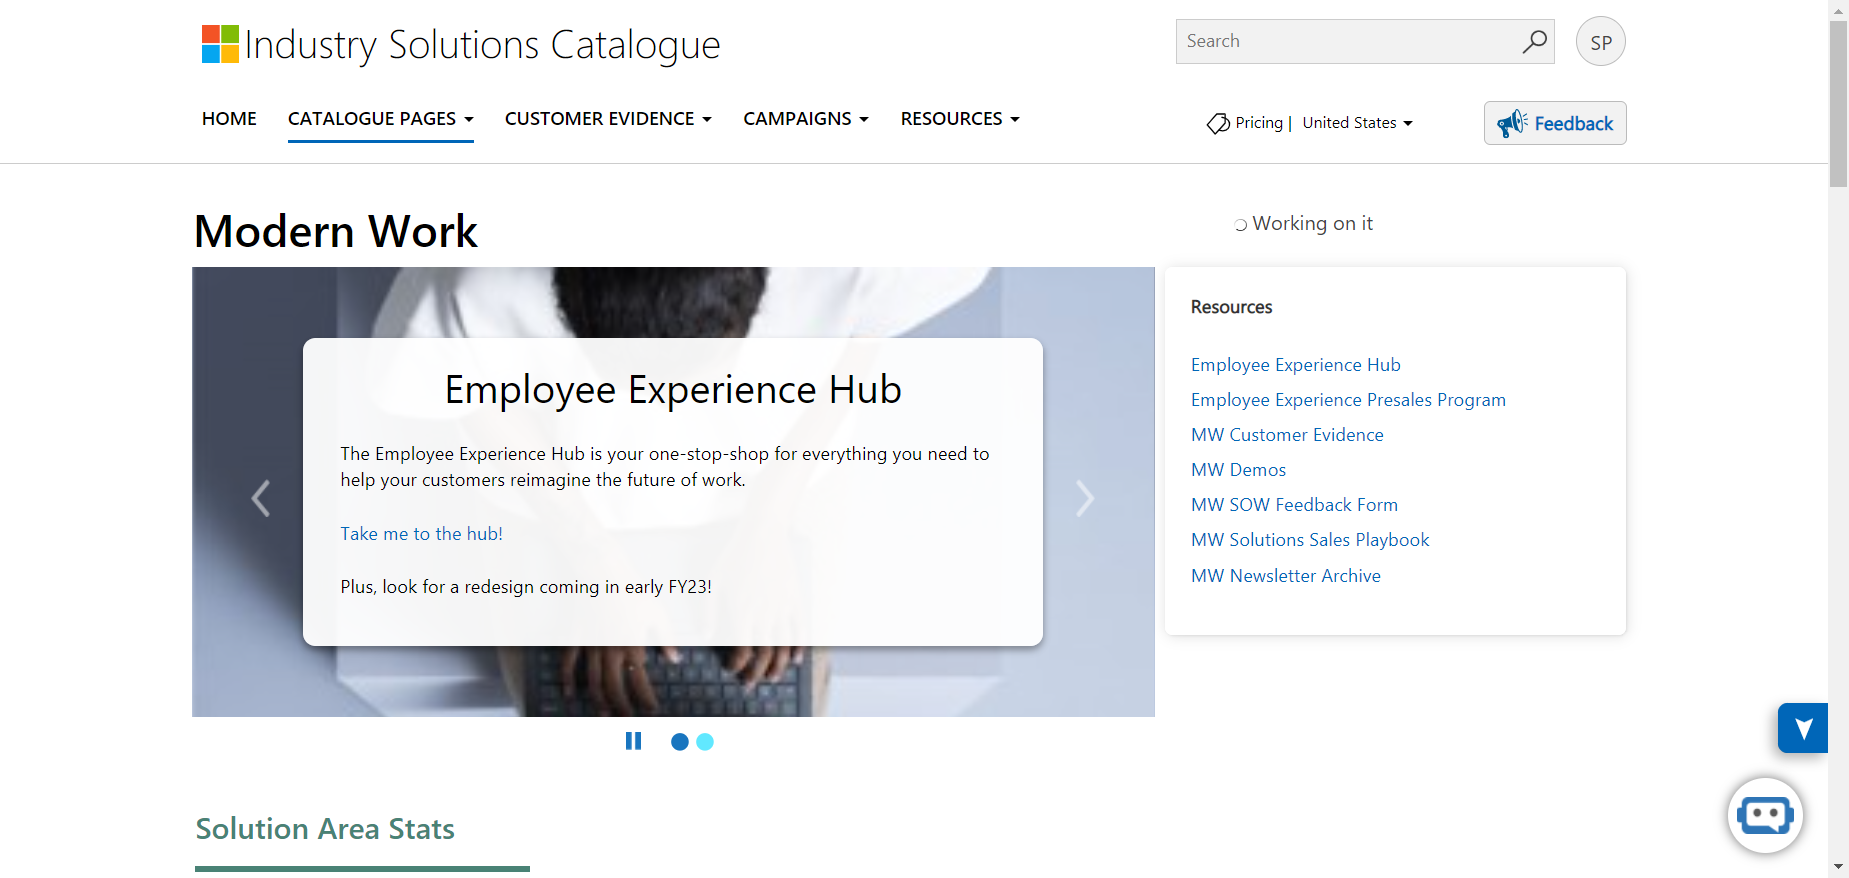 Industry Solutions Catalogue
Search
SP
HOME
CATALOGUE PAGES
CUSTOMER EVIDENCE
CAMPAIGNS
RESOURCES
Pricing |
United States
Feedback
Modern Work
Working on it
Employee Experience Hub
The Employee Experience Hub is your one-stop-shop for everything you need to
help your customers reimagine the future of work.
Take me to the hub!
Plus, look for a redesign coming in early FY23!
Resources
Employee Experience Hub
Employee Experience Presales Program
MW Customer Evidence
MW Demos
MW SOW Feedback Form
MW Solutions Sales Playbook
MW Newsletter Archive
Solution Area Stats